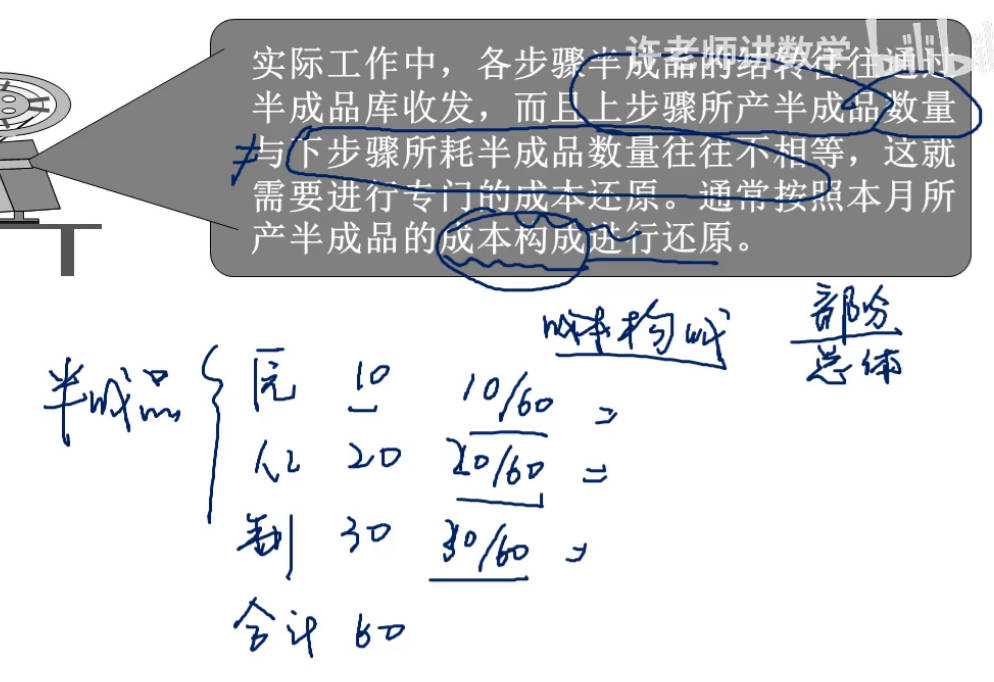 许老师讲数学 bilibili
实际工作中，各步骤半成品的结转往往通过
半成品库收发，而且上步骤所产半成品数量
≠ 与下步骤所耗半成品数量往往不相等，这就
需要进行专门的成本还原。通常按照本月所
产半成品的成本构成进行还原。
成本构成 部分
总体
半成品 原 10 10/60 =
人工 20 20/60 =
制 30 30/60 =
合计 60